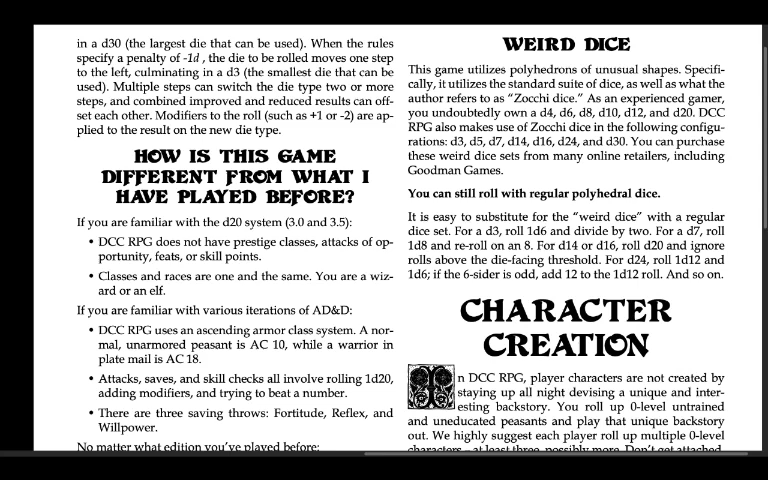 in a d30 (the largest die that can be used). When the rules
specify a penalty of -1d , the die to be rolled moves one step
to the left, culminating in a d3 (the smallest die that can be
used). Multiple steps can switch the die type two or more
steps, and combined improved and reduced results can off-
set each other. Modifiers to the roll (such as +1 or -2) are ap-
plied to the result on the new die type.
HOW IS THIS GAME
DIFFERENT FROM WHAT I
HAVE PLAYED BEFORE?
If you are familiar with the d20 system (3.0 and 3.5):
• DCC RPG does not have prestige classes, attacks of op-
portunity, feats, or skill points.
• Classes and races are one and the same. You are a wiz-
ard or an elf.
If you are familiar with various iterations of AD&D:
• DCC RPG uses an ascending armor class system. A nor-
mal, unarmored peasant is AC 10, while a warrior in
plate mail is AC 18.
• Attacks, saves, and skill checks all involve rolling 1d20,
adding modifiers, and trying to beat a number.
• There are three saving throws: Fortitude, Reflex, and
Willpower.
No matter what edition you've played before:
WEIRD DICE
This game utilizes polyhedrons of unusual shapes. Specifi-
cally, it utilizes the standard suite of dice, as well as what the
author refers to as "Zocchi dice." As an experienced gamer,
you undoubtedly own a d4, d6, d8, d10, d12, and d20. DCC
RPG also makes use of Zocchi dice in the following configu-
rations: d3, d5, d7, d14, d16, d24, and d30. You can purchase
these weird dice sets from many online retailers, including
Goodman Games.
You can still roll with regular polyhedral dice.
It is easy to substitute for the "weird dice" with a regular
dice set. For a d3, roll 1d6 and divide by two. For a d7, roll
1d8 and re-roll on an 8. For d14 or d16, roll d20 and ignore
rolls above the die-facing threshold. For d24, roll 1d12 and
1d6; if the 6-sider is odd, add 12 to the 1d12 roll. And so on.
CHARACTER
CREATION
In DCC RPG, player characters are not created by
staying up all night devising a unique and inter-
esting backstory. You roll up 0-level untrained
and uneducated peasants and play that unique backstory
out. We highly suggest each player roll up multiple 0-level
characters – at least three, possibly more. Don't get attached.